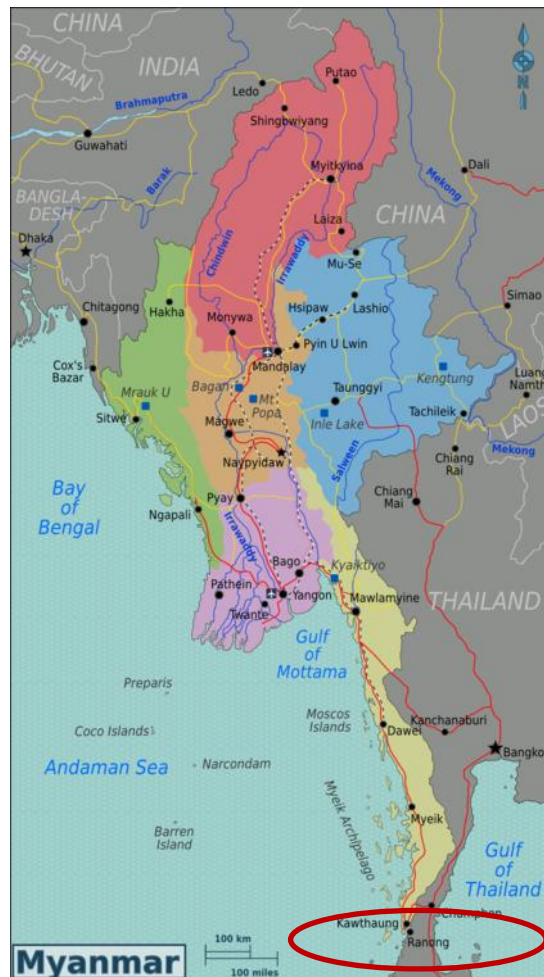 CHINA
BHUTAN
INDIA
Putao
N
Ledo
Shingbwiyang
Brahmaputra
Guwahati
Myitkyina
Dali
Mekong
Barak
BANGLA-
DESH
CHINA
Dhaka
Laiza
Chindwin
Irrawaddy
Mu-Se
Chitagong
Hakha
Hsipaw
Lashio
Simao
Monywa
Pyin U Lwin
Mandalay
Cox's
Bazar
Mrauk U
Bagan
Mt
Popa
Taunggyi
Kengtung
Luang
Namtha
Sitwe
Inle Lake
Tachileik
LAOS
Magwe
Salween
Mekong
Naypyidaw
Chiang
Rai
Bay
of
Bengal
Pyay
Chiang
Mai
Ngapali
Irrawaddy
Bago
Kyaiktiyo
Pathein
Yangon
THAILAND
Twante
Mawlamyine
Gulf
of
Mottama
Preparis
Moscos
Islands
Kanchanaburi
Coco Islands
Dawei
Bangko
Andaman Sea
Narcondam
Myeik Archipelago
Myeik
Barren
Island
Gulf
of
Thailand
Champhon
Kawthaung
Ranong
Myanmar
100 km
100 miles